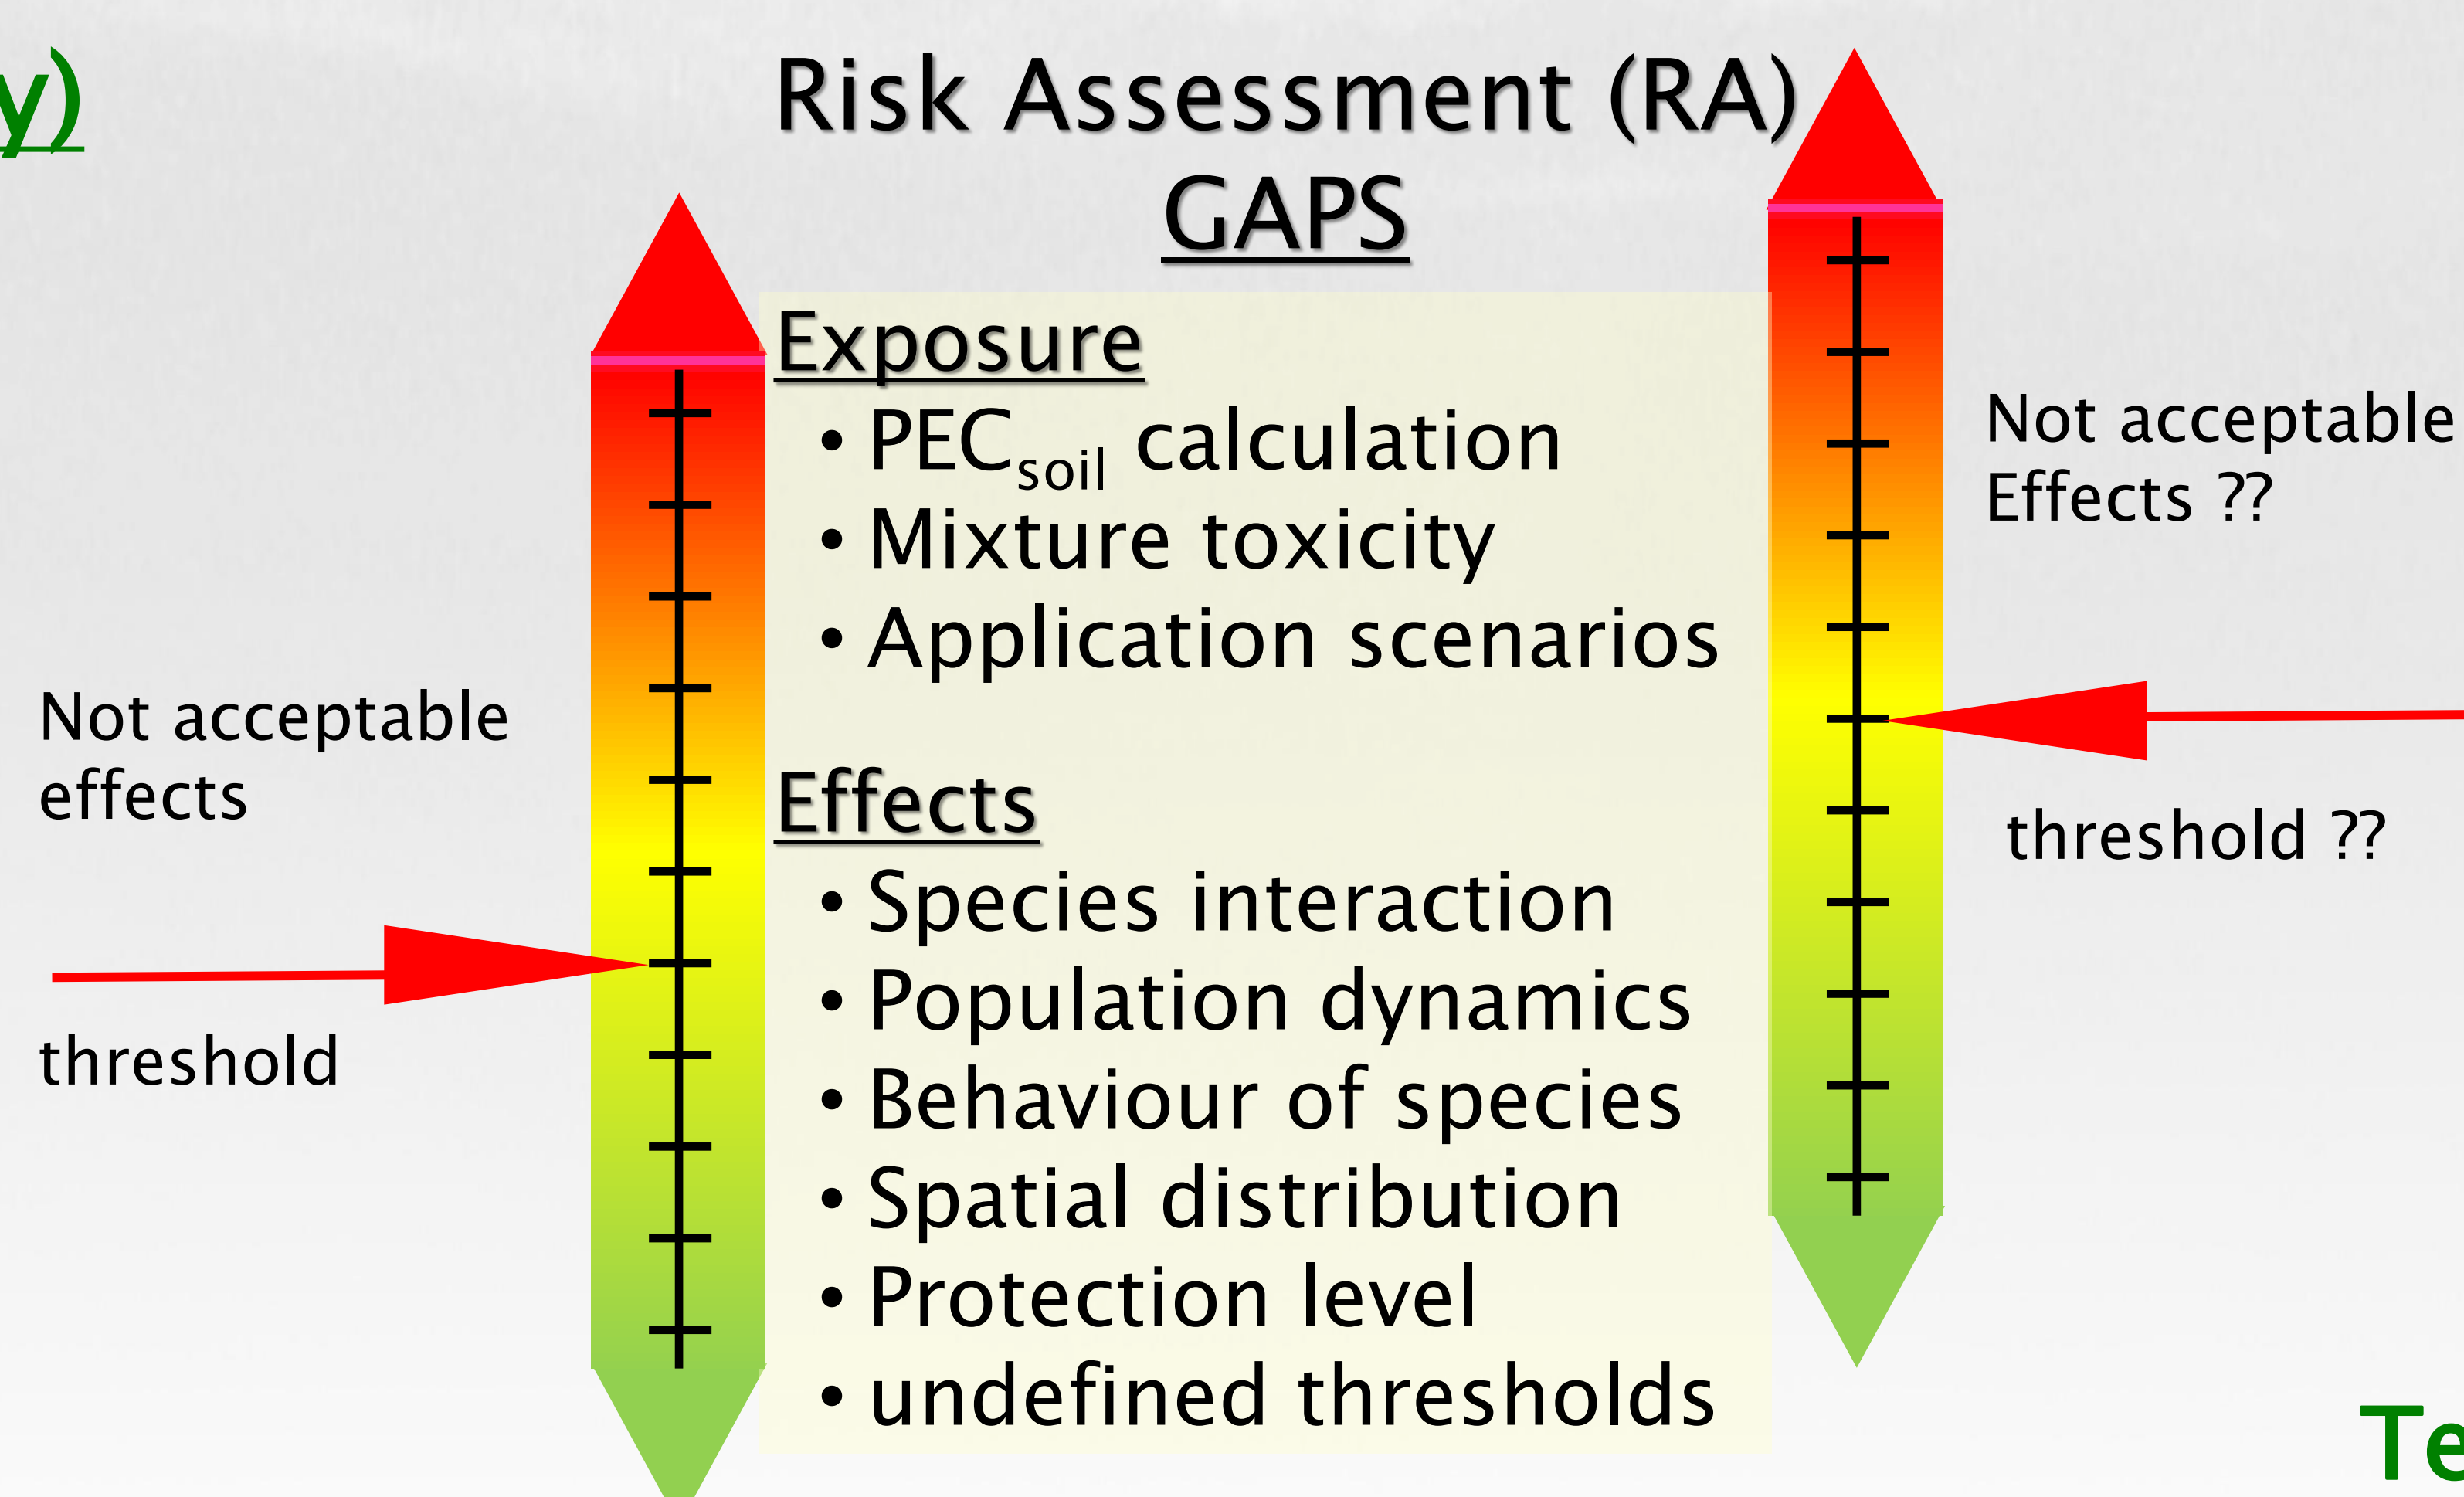 y)
Risk Assessment (RA)
GAPS
Exposure
• PECsoil calculation
• Mixture toxicity
• Application scenarios
Effects
• Species interaction
• Population dynamics
• Behaviour of species
• Spatial distribution
• Protection level
• undefined thresholds
Not acceptable
effects
threshold
Not acceptable
Effects ??
threshold ??
Te